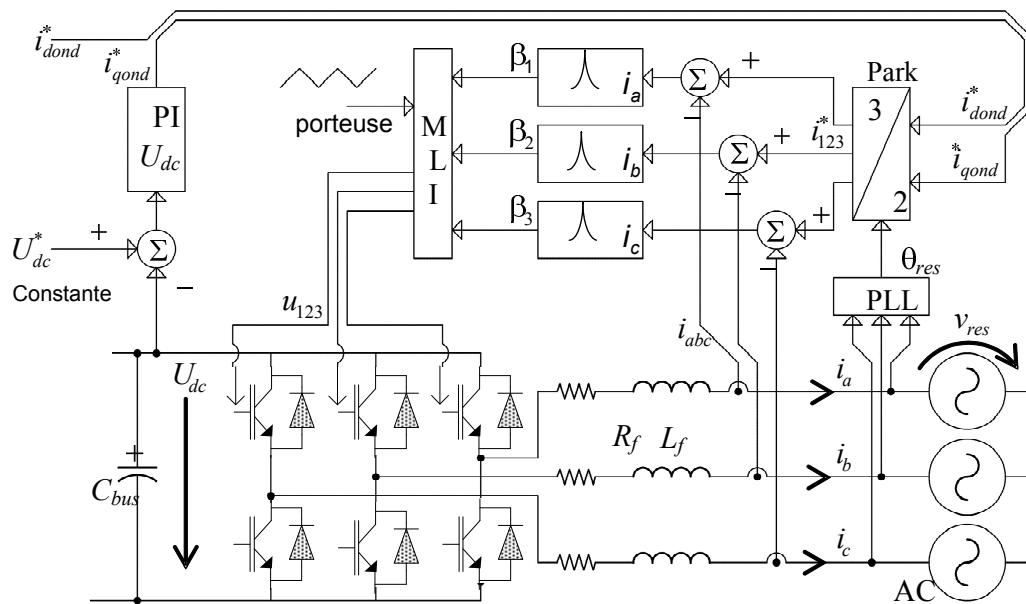 i*dond
i*qond
PI
Udc
U*dc
+
Constante
−
porteuse
M
L
I
β1
β2
β3
ia
ib
ic
Σ
Σ
Σ
Σ
+
−
+
−
+
−
i*123
Park
3
2
i*dond
i*qond
θres
PLL
vres
u123
iabc
Udc
+
Cbus
Rf Lf
ia
ib
ic
AC